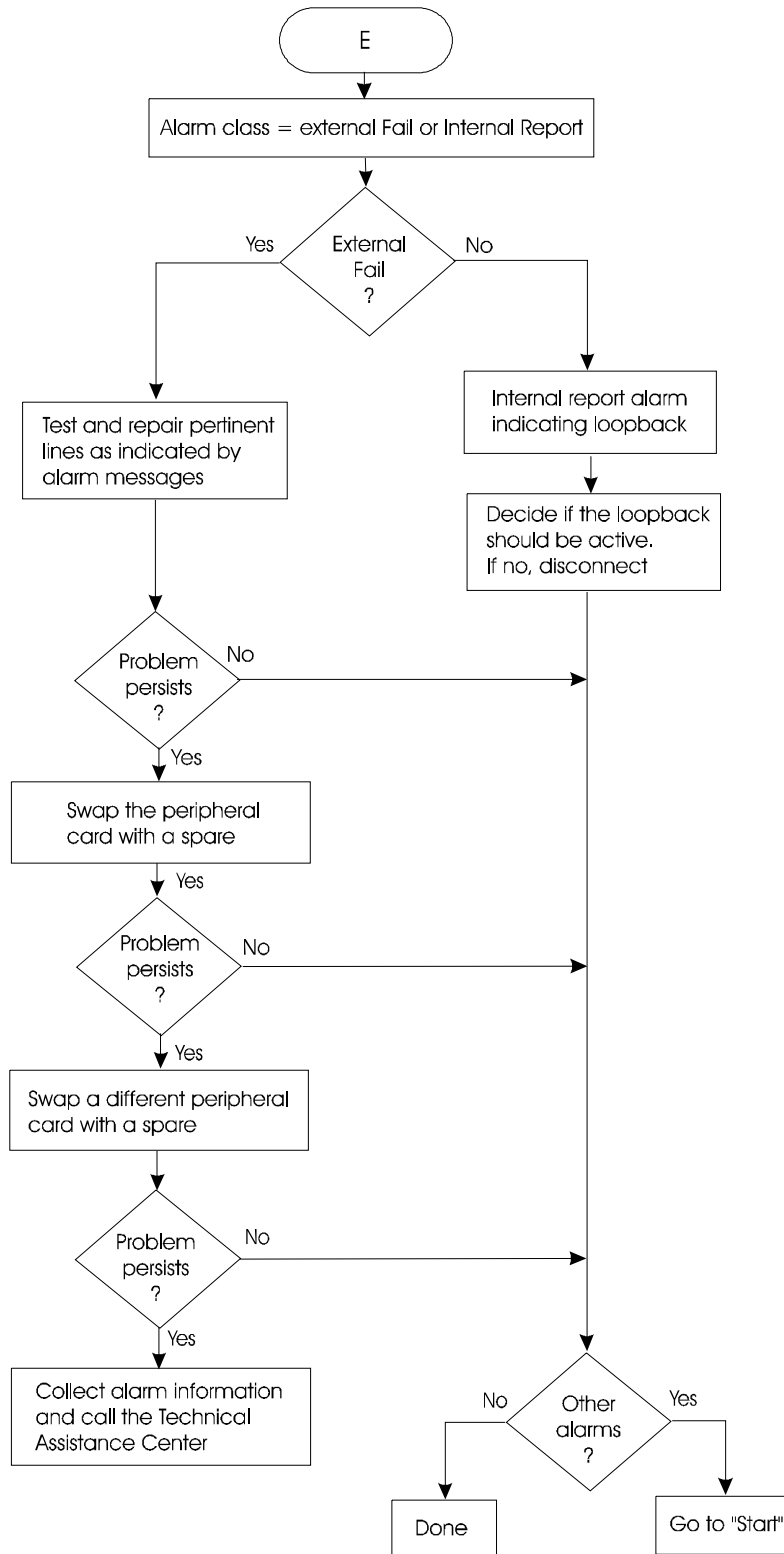 E
Alarm class = external Fail or Internal Report
Yes
External
Fail
?
No
Test and repair pertinent
lines as indicated by
alarm messages
Internal report alarm
indicating loopback
Decide if the loopback
should be active.
If no, disconnect
Problem
persists
?
No
Yes
Swap the peripheral
card with a spare
Yes
Problem
persists
?
No
Yes
Swap a different peripheral
card with a spare
Problem
persists
?
No
Yes
Collect alarm information
and call the Technical
Assistance Center
No
Other
alarms
?
Yes
Done
Go to "Start"